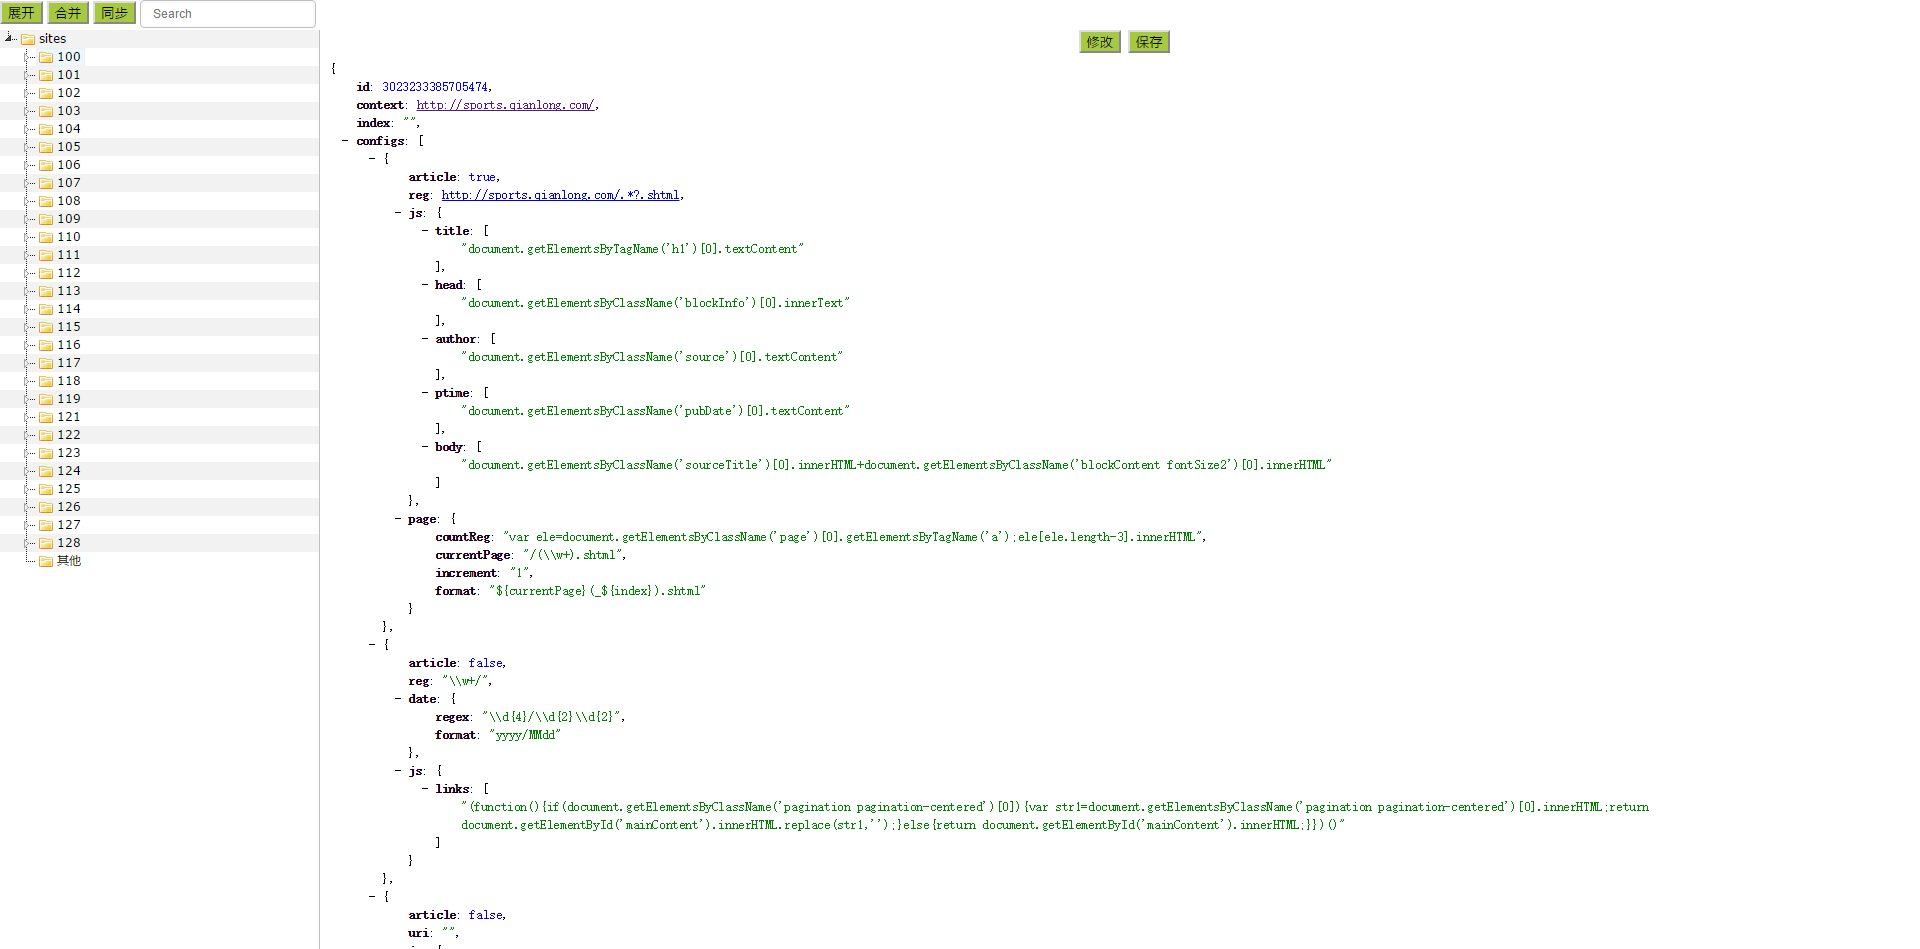 展开 合并 同步 Search
sites
100
101
102
103
104
105
106
107
108
109
110
111
112
113
114
115
116
117
118
119
121
122
123
124
125
126
127
128
其他
修改 保存
{
id: 3023233385705474,
context: http://sports.qianlong.com/,
index: "",
- configs: [
- {
article: true,
reg: http://sports.qianlong.com/.*?.shtml,
- js: {
- title: [
"document.getElementsByTagName('h1')[0].textContent"
],
- head: [
"document.getElementsByClassName('blockInfo')[0].innerText"
],
- author: [
"document.getElementsByClassName('source')[0].textContent"
],
- ptime: [
"document.getElementsByClassName('pubDate')[0].textContent"
],
- body: [
"document.getElementsByClassName('sourceTitle')[0].innerHTML+document.getElementsByClassName('blockContent fontSize2')[0].innerHTML"
]
},
- page: {
countReg: "var ele=document.getElementsByClassName('page')[0].getElementsByTagName('a');ele[ele.length-3].innerHTML",
currentPage: "/(\\w+).shtml",
increment: "1",
format: "${currentPage}(_${index}).shtml"
}
},
- {
article: false,
reg: "\\w+/",
- date: {
regex: "\\d{4}/\\d{2}\\d{2}",
format: "yyyy/MMdd"
},
- js: {
- links: [
"(function(){if(document.getElementsByClassName('pagination pagination-centered')[0]){var str1=document.getElementsByClassName('pagination pagination-centered')[0].innerHTML;return
document.getElementById('mainContent').innerHTML.replace(str1,'');}else{return document.getElementById('mainContent').innerHTML;}})()"
]
}
},
- {
article: false,
uri: "",